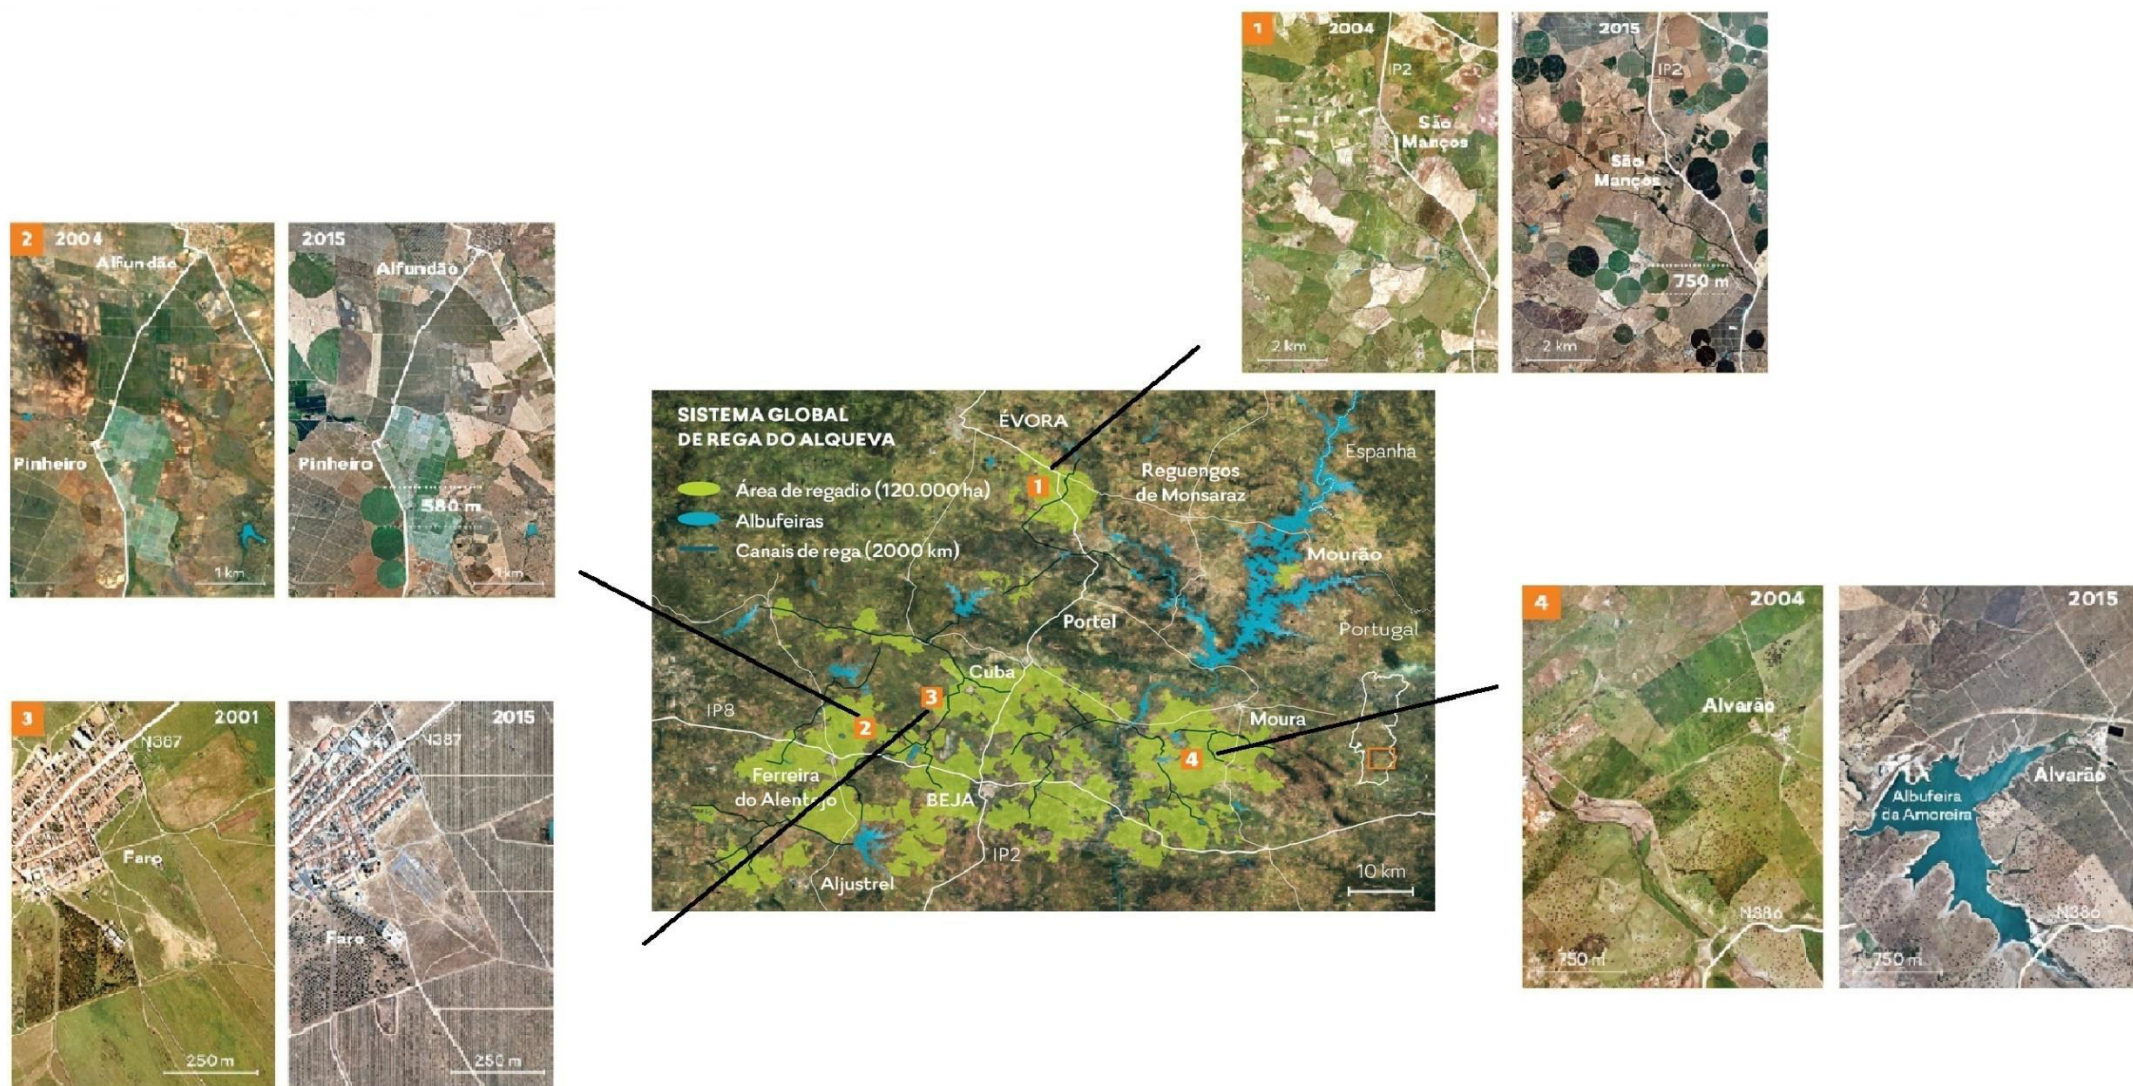 1
2004
IP2
São
Manços
2 km
2015
IP2
São
Manços
750 m
2 km
2
2004
Alfundão
Pinheiro
1 km
2015
Alfundão
Pinheiro
580 m
1 km
SISTEMA GLOBAL
DE REGA DO ALQUEVA
Área de regadio (120.000 ha)
Albufeiras
Canais de rega (2000 km)
ÉVORA
1
Reguengos
de Monsaraz
Espanha
Mourão
Portel
Portugal
Cuba
3
IP8
2
Moura
4
Ferreira
do Alentejo
BEJA
IP2
Aljustrel
10 km
3
2001
N387
Faro
250 m
2015
N387
Faro
250 m
4
2004
Alvarão
N386
750 m
2015
Alvarão
Albufeira
da Amoreira
N386
750 m